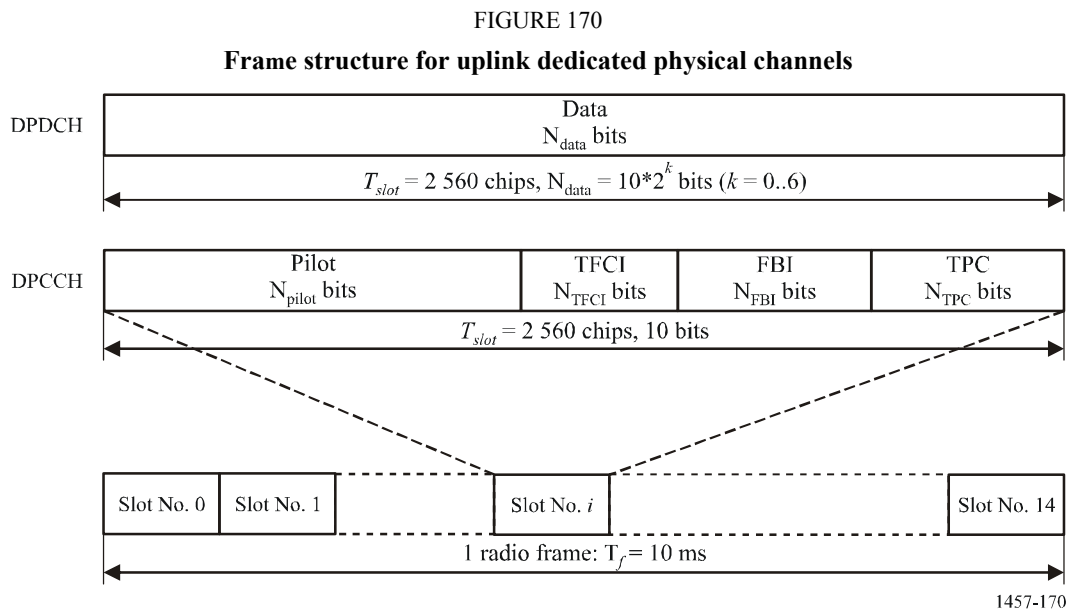 FIGURE 170
Frame structure for uplink dedicated physical channels
DPDCH
Data
N_data bits
T_slot = 2 560 chips, N_data = 10*2^k bits (k = 0..6)
DPCCH
Pilot
N_pilot bits
TFCI
N_TFCI bits
FBI
N_FBI bits
TPC
N_TPC bits
T_slot = 2 560 chips, 10 bits
Slot No. 0
Slot No. 1
Slot No. i
Slot No. 14
1 radio frame: T_f = 10 ms
1457-170